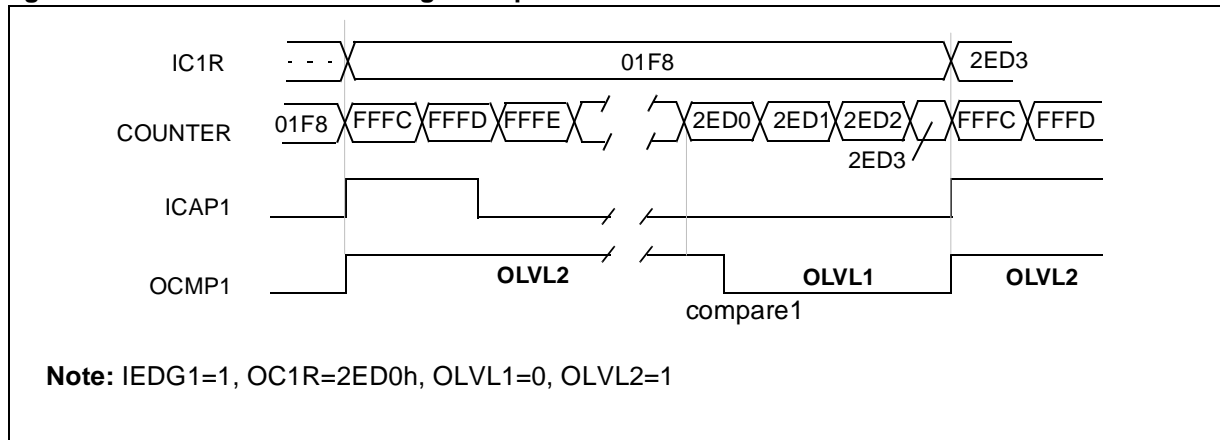 IC1R - - - 01F8 2ED3
COUNTER 01F8 FFFC FFFD FFFE 2ED0 2ED1 2ED2 FFFC FFFD
2ED3
ICAP1
OCMP1 OLVL2 OLVL1 OLVL2
compare1
Note: IEDG1=1, OC1R=2ED0h, OLVL1=0, OLVL2=1